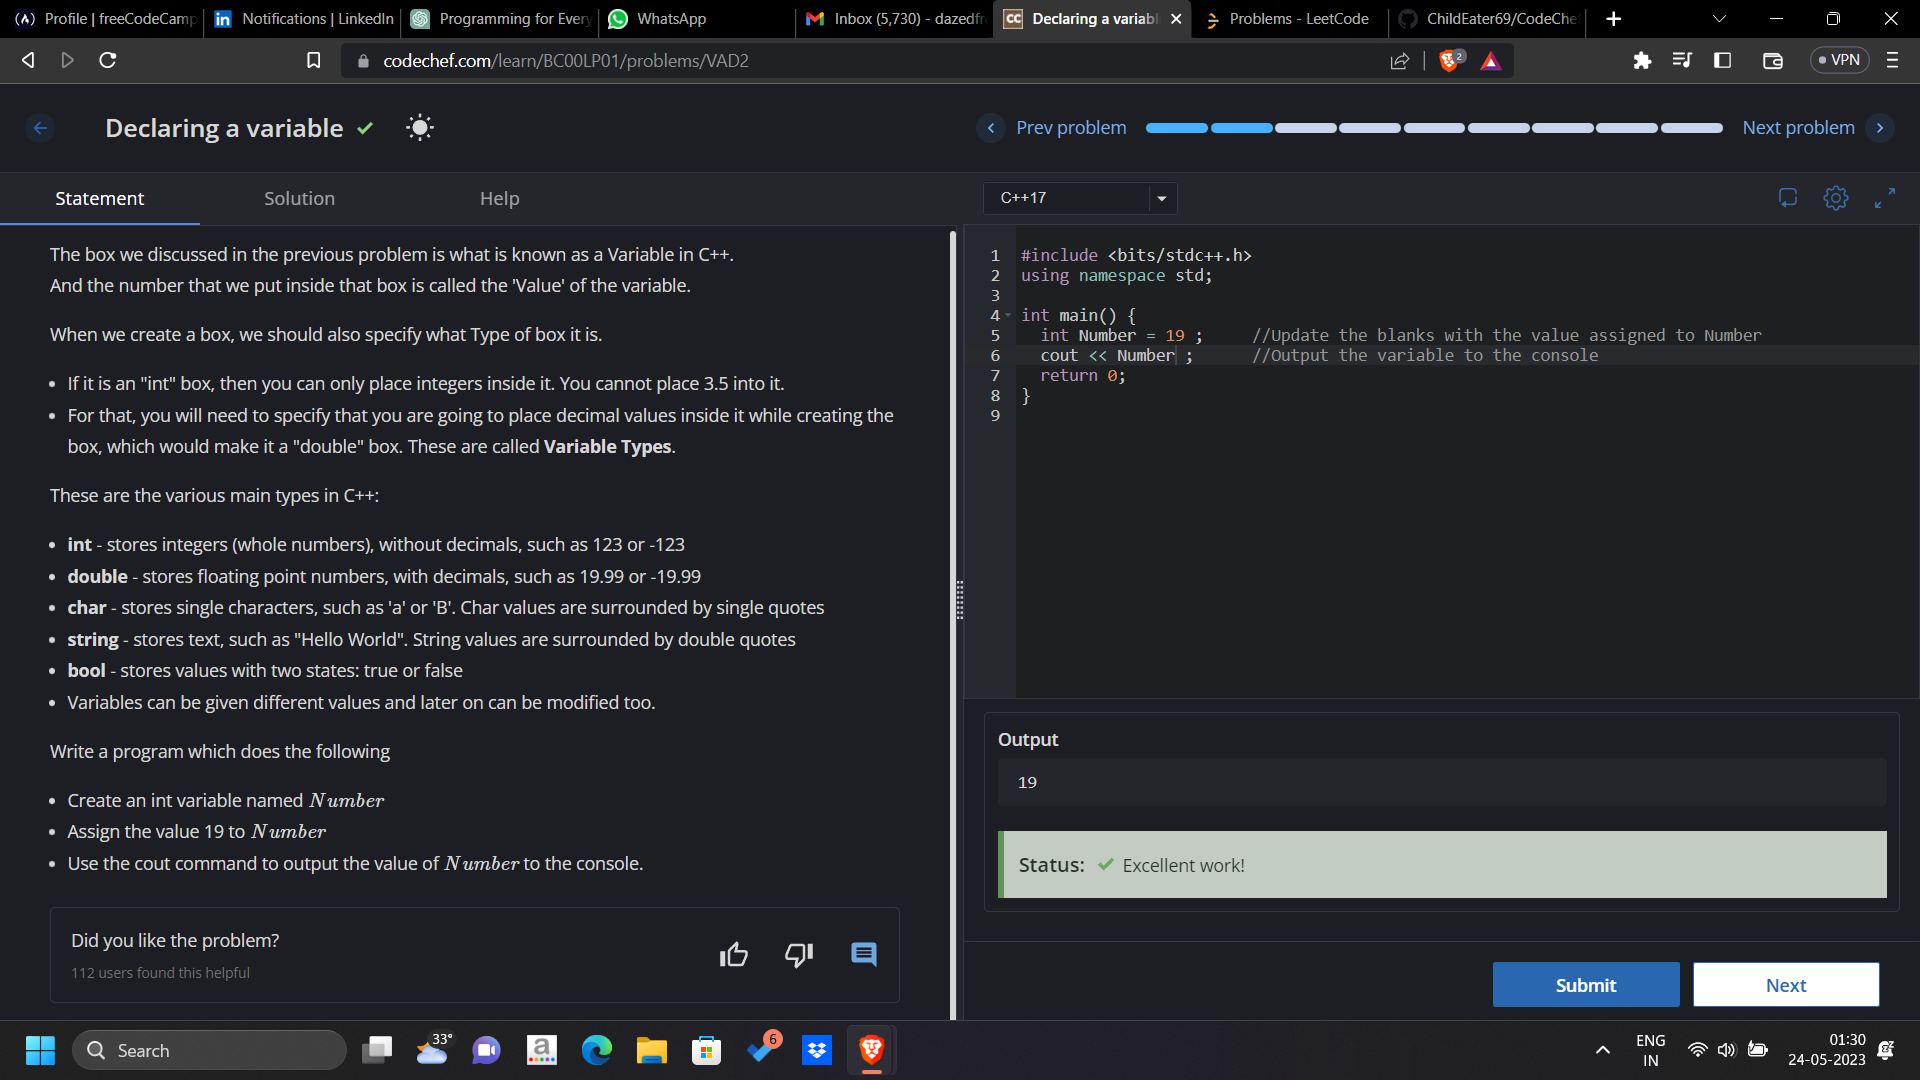 Profile | freeCodeCamp
Notifications | LinkedIn
Programming for Every
WhatsApp
Inbox (5,730) - dazedfr
CC Declaring a variabl
Problems - LeetCode
ChildEater69/CodeChe
codechef.com/learn/BC00LP01/problems/VAD2
2
VPN
Declaring a variable
Prev problem
Next problem
Statement
Solution
Help
C++17
The box we discussed in the previous problem is what is known as a Variable in C++.
And the number that we put inside that box is called the 'Value' of the variable.
When we create a box, we should also specify what Type of box it is.
• If it is an "int" box, then you can only place integers inside it. You cannot place 3.5 into it.
• For that, you will need to specify that you are going to place decimal values inside it while creating the
box, which would make it a "double" box. These are called Variable Types.
These are the various main types in C++:
• int - stores integers (whole numbers), without decimals, such as 123 or -123
• double - stores floating point numbers, with decimals, such as 19.99 or -19.99
• char - stores single characters, such as 'a' or 'B'. Char values are surrounded by single quotes
• string - stores text, such as "Hello World". String values are surrounded by double quotes
• bool - stores values with two states: true or false
• Variables can be given different values and later on can be modified too.
Write a program which does the following
• Create an int variable named Number
• Assign the value 19 to Number
• Use the cout command to output the value of Number to the console.
Did you like the problem?
112 users found this helpful
1 #include <bits/stdc++.h>
2 using namespace std;
3
4 int main() {
5 int Number = 19 ; //Update the blanks with the value assigned to Number
6 cout << Number ; //Output the variable to the console
7 return 0;
8 }
9
Output
19
Status: Excellent work!
Submit
Next
Search
33°
a
6
ENG
IN
01:30
24-05-2023